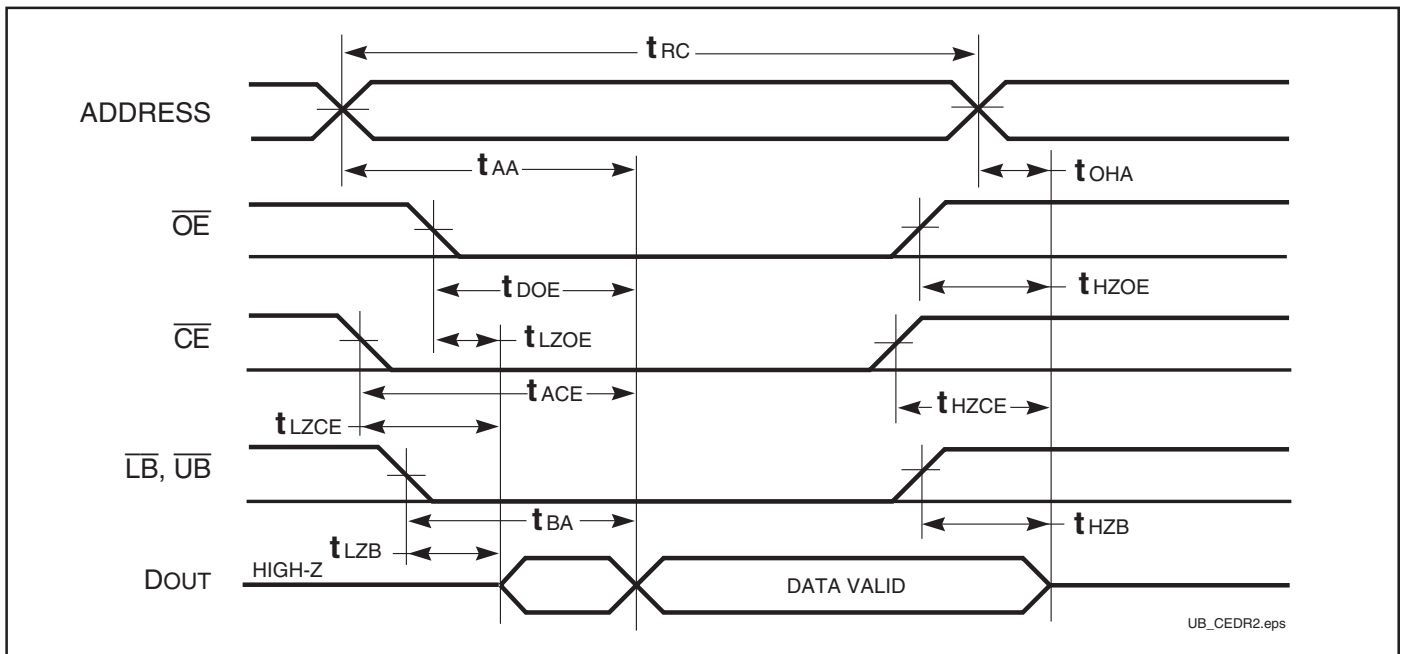 tRC
ADDRESS
tAA
tOHA
OE
tDOE
tHZOE
CE
tLZOE
tACE
tHZCE
tLZCE
LB, UB
tBA
tHZB
tLZB
DOUT
HIGH-Z
DATA VALID
UB_CEDR2.eps